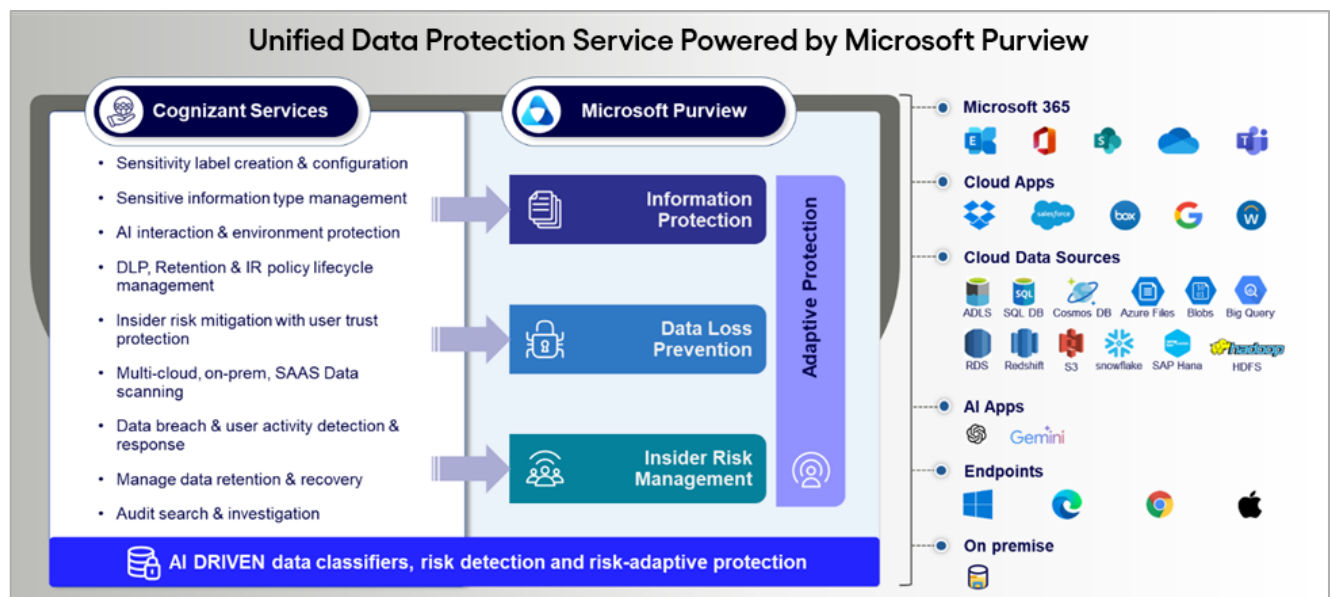 Unified Data Protection Service Powered by Microsoft Purview
Cognizant Services
• Sensitivity label creation & configuration
• Sensitive information type management
• AI interaction & environment protection
• DLP, Retention & IR policy lifecycle
management
• Insider risk mitigation with user trust
protection
• Multi-cloud, on-prem, SAAS Data
scanning
• Data breach & user activity detection &
response
• Manage data retention & recovery
• Audit search & investigation
Microsoft Purview
Information
Protection
Data Loss
Prevention
Insider Risk
Management
Adaptive Protection
AI DRIVEN data classifiers, risk detection and risk-adaptive protection
Microsoft 365
E
S
T
Cloud Apps
salesforce
box
G
W
Cloud Data Sources
SQL
ADLS SQL DB Cosmos DB Azure Files Blobs Big Query
hadoop
RDS Redshift S3 snowflake SAP Hana HDFS
AI Apps
Gemini
Endpoints
On premise